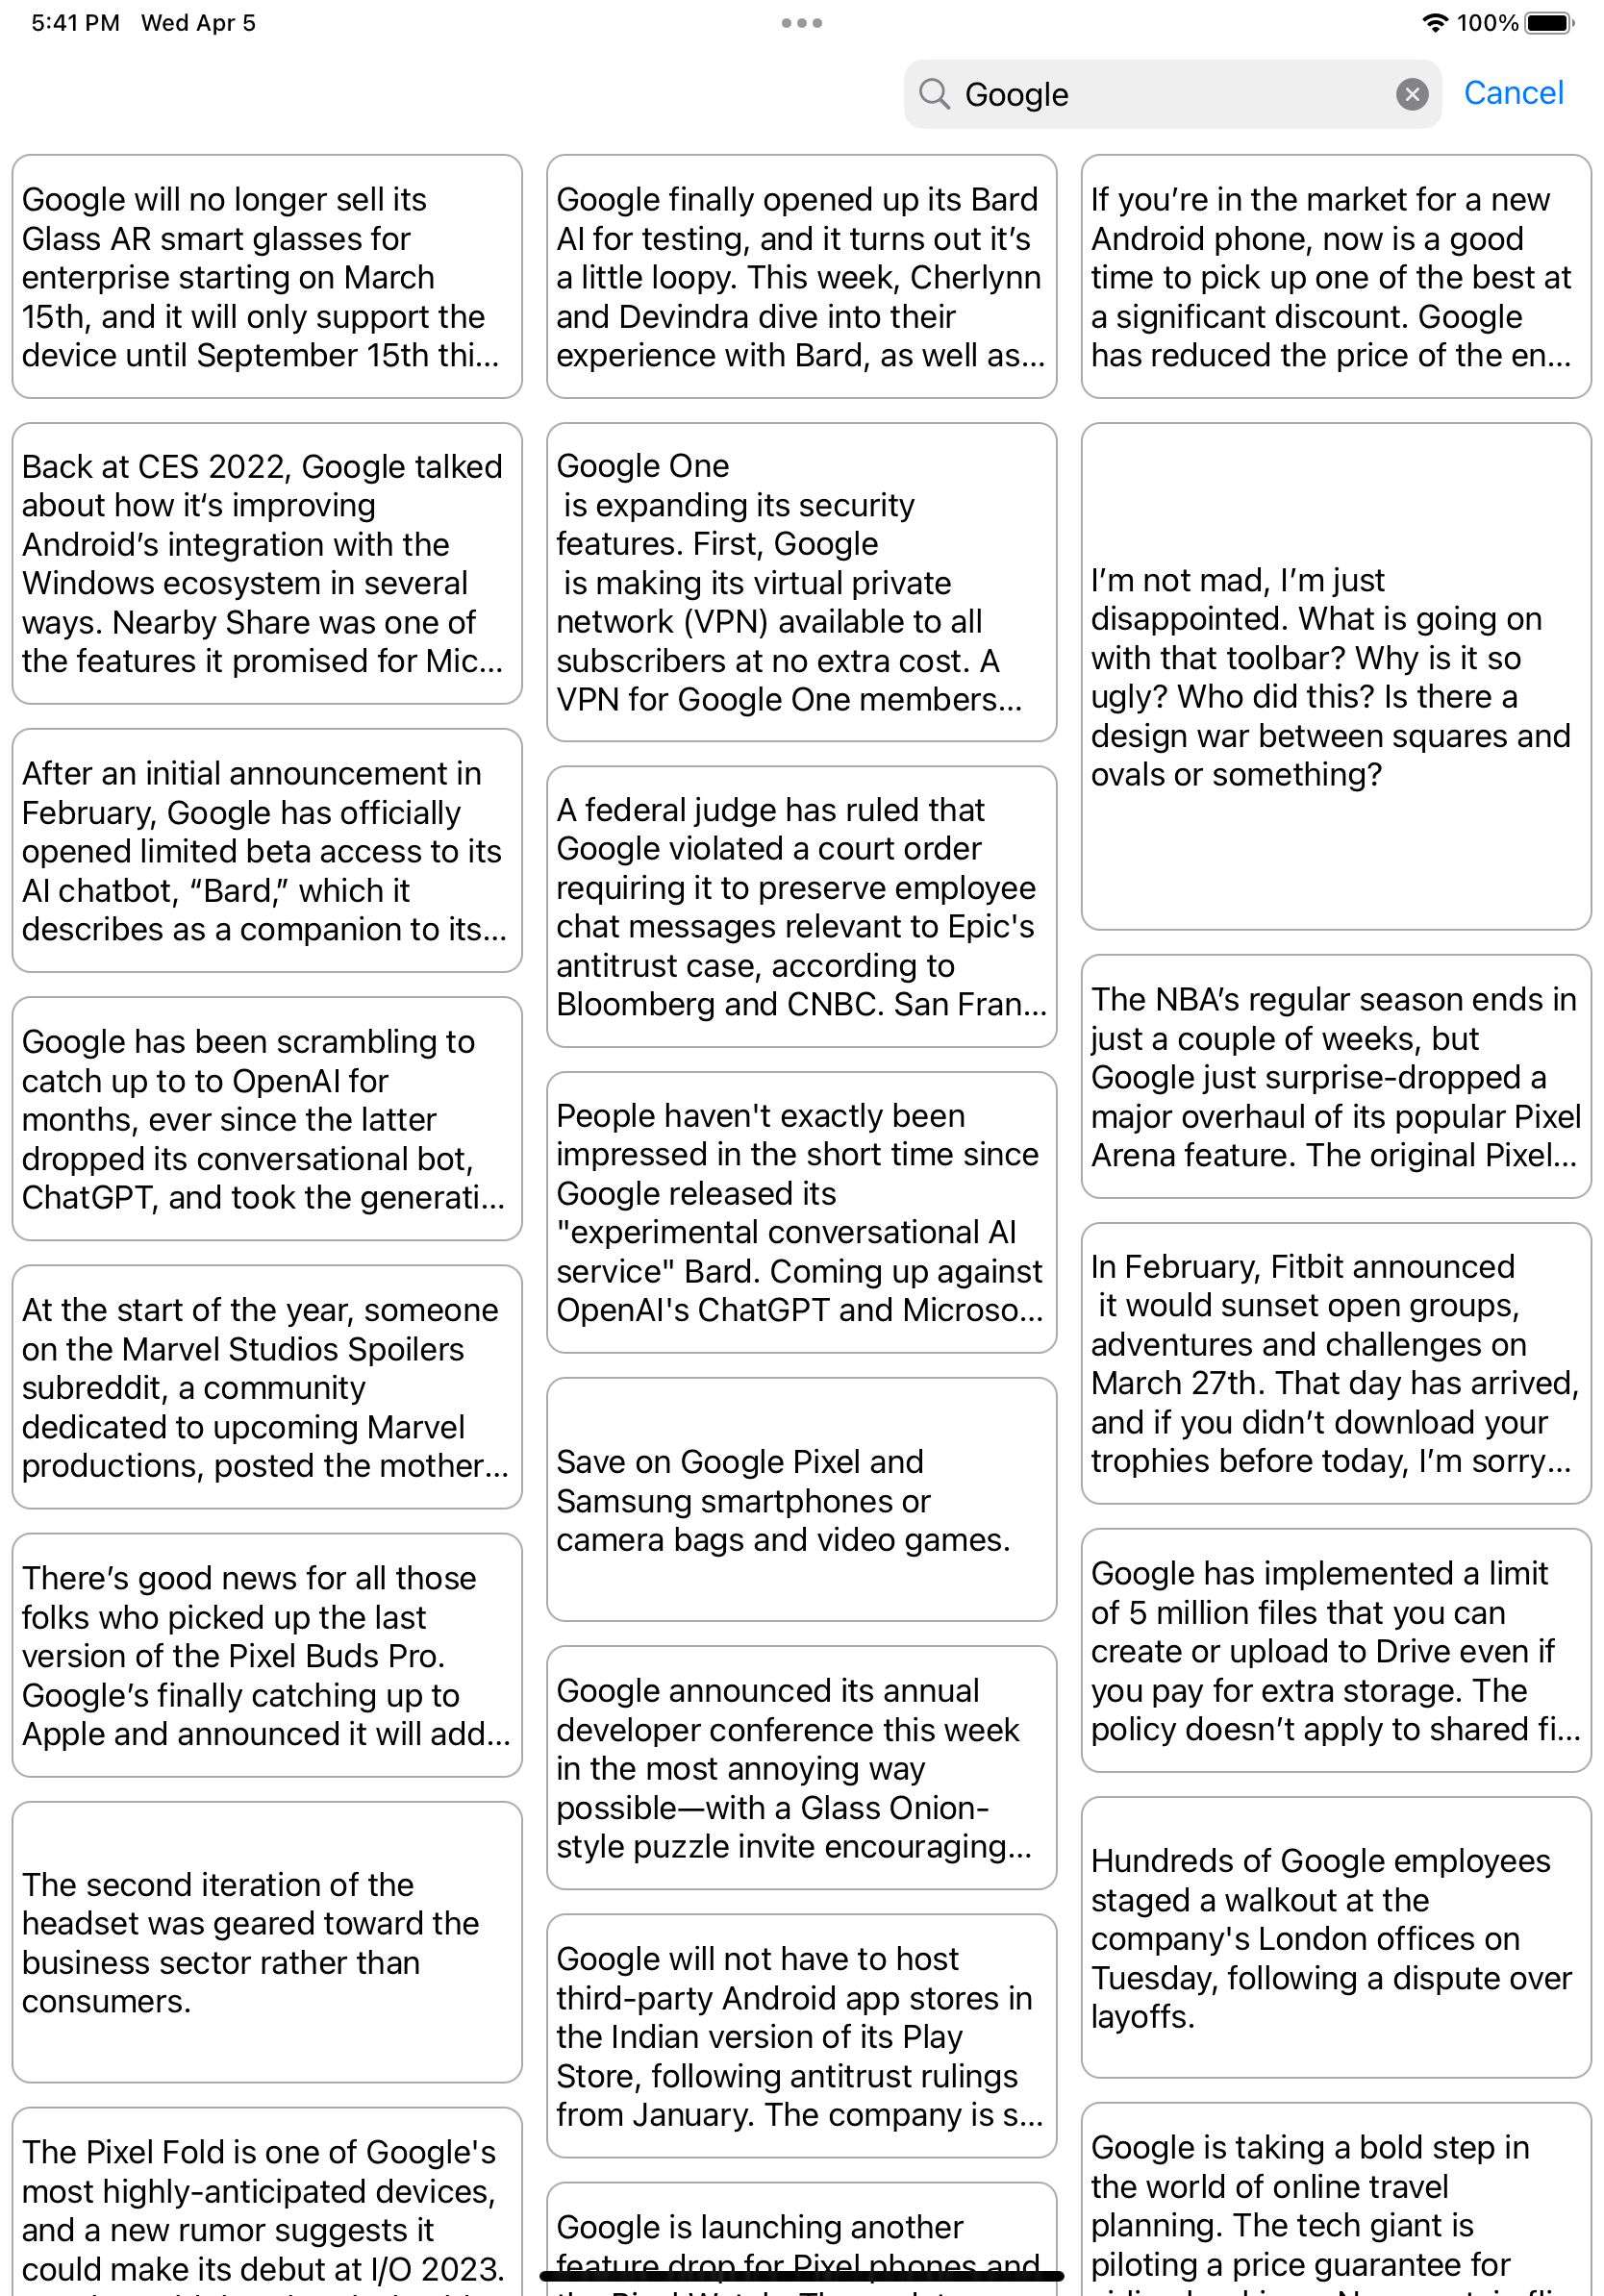 5:41 PM Wed Apr 5
100%
Google
Cancel
Google will no longer sell its
Glass AR smart glasses for
enterprise starting on March
15th, and it will only support the
device until September 15th thi...
Back at CES 2022, Google talked
about how it‘s improving
Android’s integration with the
Windows ecosystem in several
ways. Nearby Share was one of
the features it promised for Mic...
After an initial announcement in
February, Google has officially
opened limited beta access to its
AI chatbot, “Bard,” which it
describes as a companion to its...
Google has been scrambling to
catch up to to OpenAI for
months, ever since the latter
dropped its conversational bot,
ChatGPT, and took the generati...
At the start of the year, someone
on the Marvel Studios Spoilers
subreddit, a community
dedicated to upcoming Marvel
productions, posted the mother...
There’s good news for all those
folks who picked up the last
version of the Pixel Buds Pro.
Google’s finally catching up to
Apple and announced it will add...
The second iteration of the
headset was geared toward the
business sector rather than
consumers.
The Pixel Fold is one of Google's
most highly-anticipated devices,
and a new rumor suggests it
could make its debut at I/O 2023.
Google finally opened up its Bard
AI for testing, and it turns out it’s
a little loopy. This week, Cherlynn
and Devindra dive into their
experience with Bard, as well as...
Google One
is expanding its security
features. First, Google
is making its virtual private
network (VPN) available to all
subscribers at no extra cost. A
VPN for Google One members...
A federal judge has ruled that
Google violated a court order
requiring it to preserve employee
chat messages relevant to Epic's
antitrust case, according to
Bloomberg and CNBC. San Fran...
People haven't exactly been
impressed in the short time since
Google released its
"experimental conversational AI
service" Bard. Coming up against
OpenAI's ChatGPT and Microso...
Save on Google Pixel and
Samsung smartphones or
camera bags and video games.
Google announced its annual
developer conference this week
in the most annoying way
possible—with a Glass Onion-
style puzzle invite encouraging...
Google will not have to host
third-party Android app stores in
the Indian version of its Play
Store, following antitrust rulings
from January. The company is s...
Google is launching another
feature drop for Pixel phones and
If you’re in the market for a new
Android phone, now is a good
time to pick up one of the best at
a significant discount. Google
has reduced the price of the en...
I’m not mad, I’m just
disappointed. What is going on
with that toolbar? Why is it so
ugly? Who did this? Is there a
design war between squares and
ovals or something?
The NBA’s regular season ends in
just a couple of weeks, but
Google just surprise-dropped a
major overhaul of its popular Pixel
Arena feature. The original Pixel...
In February, Fitbit announced
it would sunset open groups,
adventures and challenges on
March 27th. That day has arrived,
and if you didn’t download your
trophies before today, I’m sorry...
Google has implemented a limit
of 5 million files that you can
create or upload to Drive even if
you pay for extra storage. The
policy doesn’t apply to shared fi...
Hundreds of Google employees
staged a walkout at the
company's London offices on
Tuesday, following a dispute over
layoffs.
Google is taking a bold step in
the world of online travel
planning. The tech giant is
piloting a price guarantee for